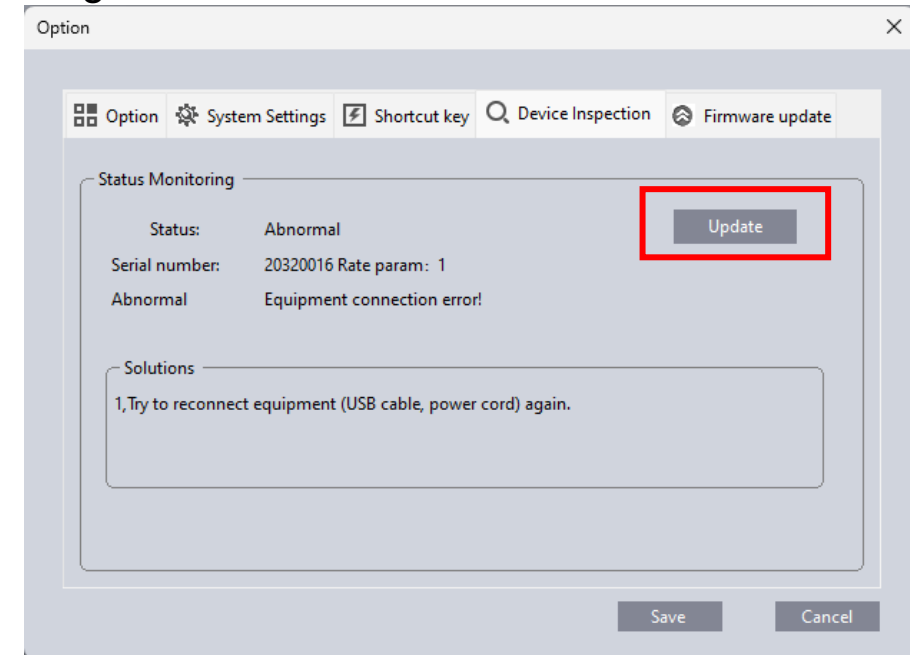 Option
Option System Settings Shortcut key Device Inspection Firmware update
Status Monitoring
Status: Abnormal
Update
Serial number: 20320016 Rate param: 1
Abnormal Equipment connection error!
Solutions
1,Try to reconnect equipment (USB cable, power cord) again.
Save Cancel